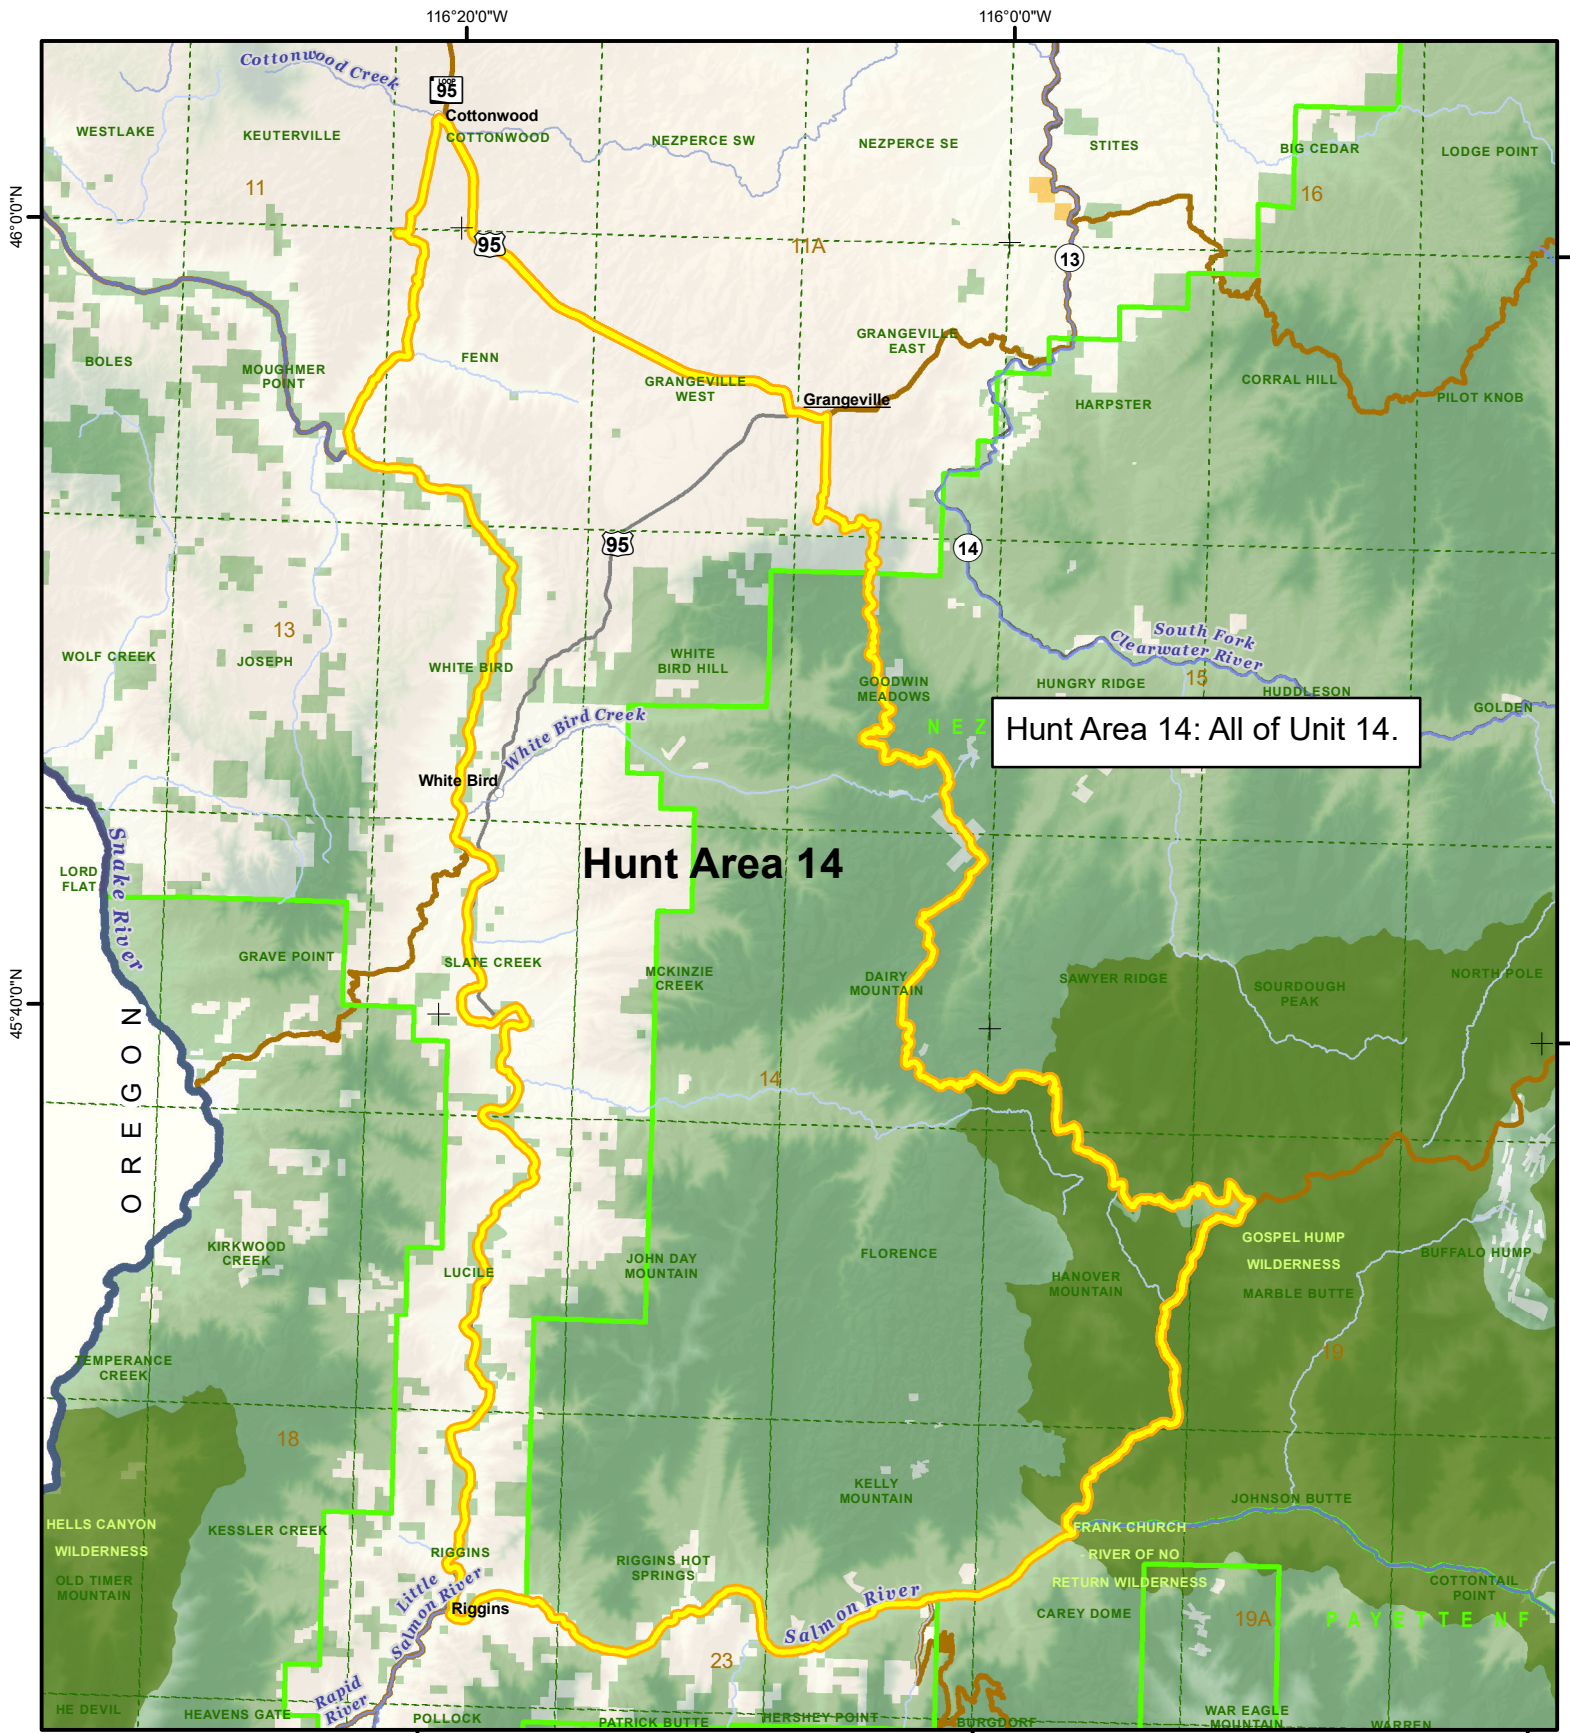 116°20'0"W
116°0'0"W
Cottonwood Creek
LOOP
95
Cottonwood
WESTLAKE
KEUTERVILLE
COTTONWOOD
NEZPERCE SW
NEZPERCE SE
STITES
BIG CEDAR
LODGE POINT
11
16
46°0'0"N
95
11A
13
BOLES
MOUGHMER
POINT
FENN
GRANGEVILLE
WEST
GRANGEVILLE
EAST
Grangeville
HARPSTER
CORRAL HILL
PILOT KNOB
95
14
13
WOLF CREEK
JOSEPH
WHITE BIRD
WHITE
BIRD HILL
GOODWIN
MEADOWS
South Fork
Clearwater River
HUNGRY RIDGE
15
HUDDLESON
GOLDEN
White Bird Creek
N E Z
Hunt Area 14: All of Unit 14.
White Bird
Snake River
LORD
FLAT
Hunt Area 14
GRAVE POINT
SLATE CREEK
MCKINZIE
CREEK
DAIRY
MOUNTAIN
SAWYER RIDGE
SOURDOUGH
PEAK
NORTH POLE
45°40'0"N
OREGON
14
KIRKWOOD
CREEK
LUCILE
JOHN DAY
MOUNTAIN
FLORENCE
HANOVER
MOUNTAIN
GOSPEL HUMP
WILDERNESS
MARBLE BUTTE
BUFFALO HUMP
TEMPERANCE
CREEK
19
18
HELLS CANYON
WILDERNESS
OLD TIMER
MOUNTAIN
KESSLER CREEK
RIGGINS
RIGGINS HOT
SPRINGS
KELLY
MOUNTAIN
JOHNSON BUTTE
FRANK CHURCH
RIVER OF NO
RETURN WILDERNESS
COTTONTAIL
POINT
Little
Salmon River
Riggins
Salmon River
CAREY DOME
19A
PAYETTE NF
23
Rapid
River
HE DEVIL
HEAVENS GATE
POLLOCK
PATRICK BUTTE
HERSHEY POINT
BURGDORF
WAR EAGLE
MOUNTAIN
WARREN